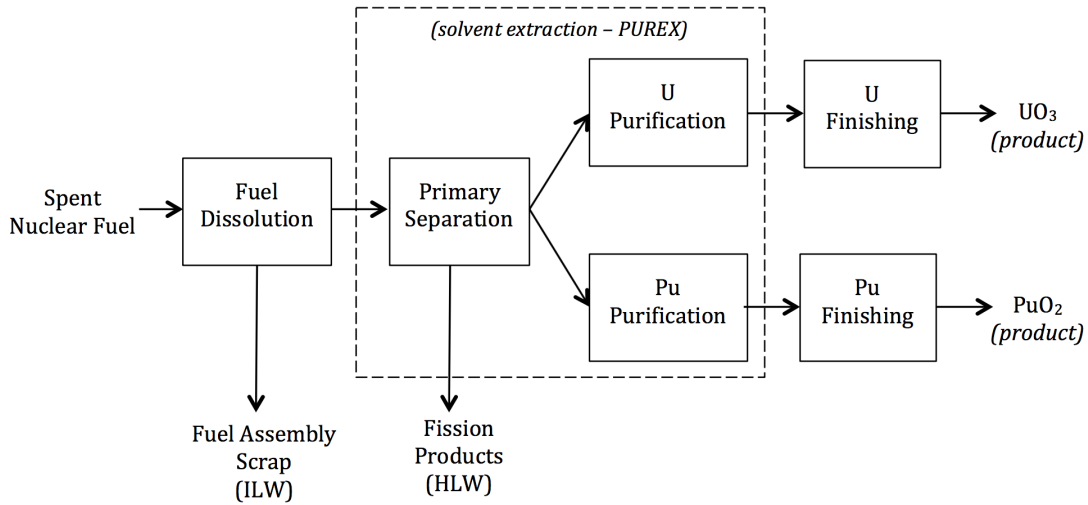 (solvent extraction – PUREX)
U
Purification
U
Finishing
UO₃
(product)
Spent
Nuclear Fuel
Fuel
Dissolution
Primary
Separation
Pu
Purification
Pu
Finishing
PuO₂
(product)
Fuel Assembly
Scrap
(ILW)
Fission
Products
(HLW)